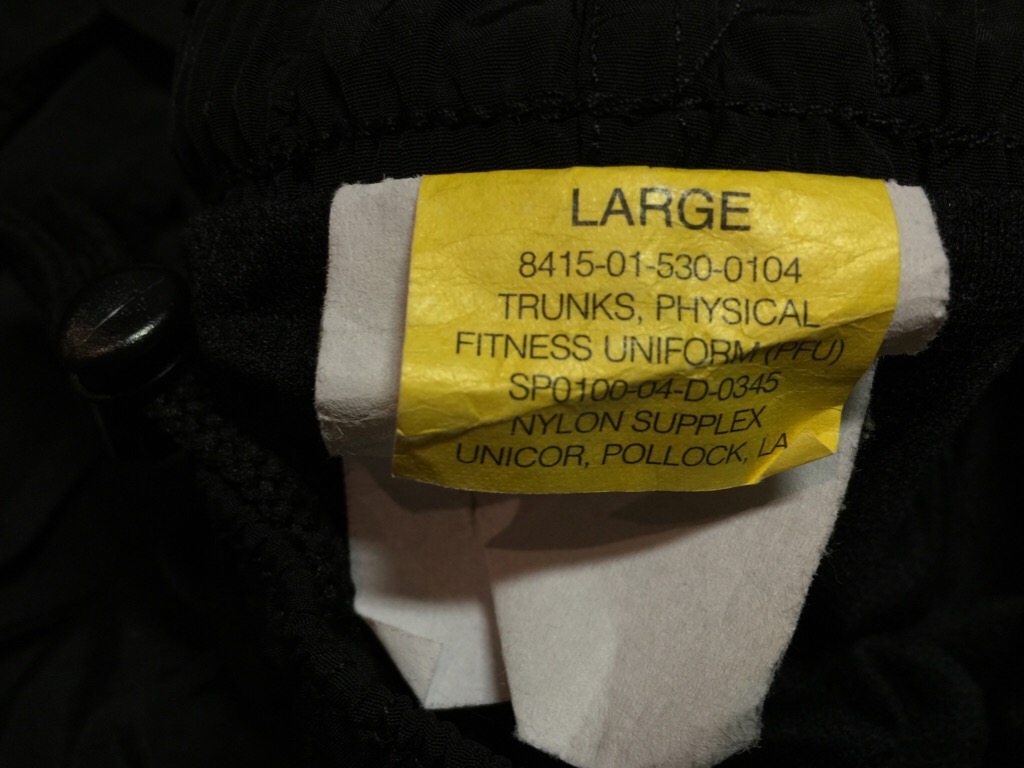 LARGE
8415-01-530-0104
TRUNKS, PHYSICAL
FITNESS UNIFORM (PFU)
SP0100-04-D-0345
NYLON SUPPLEX
UNICOR, POLLOCK, LA